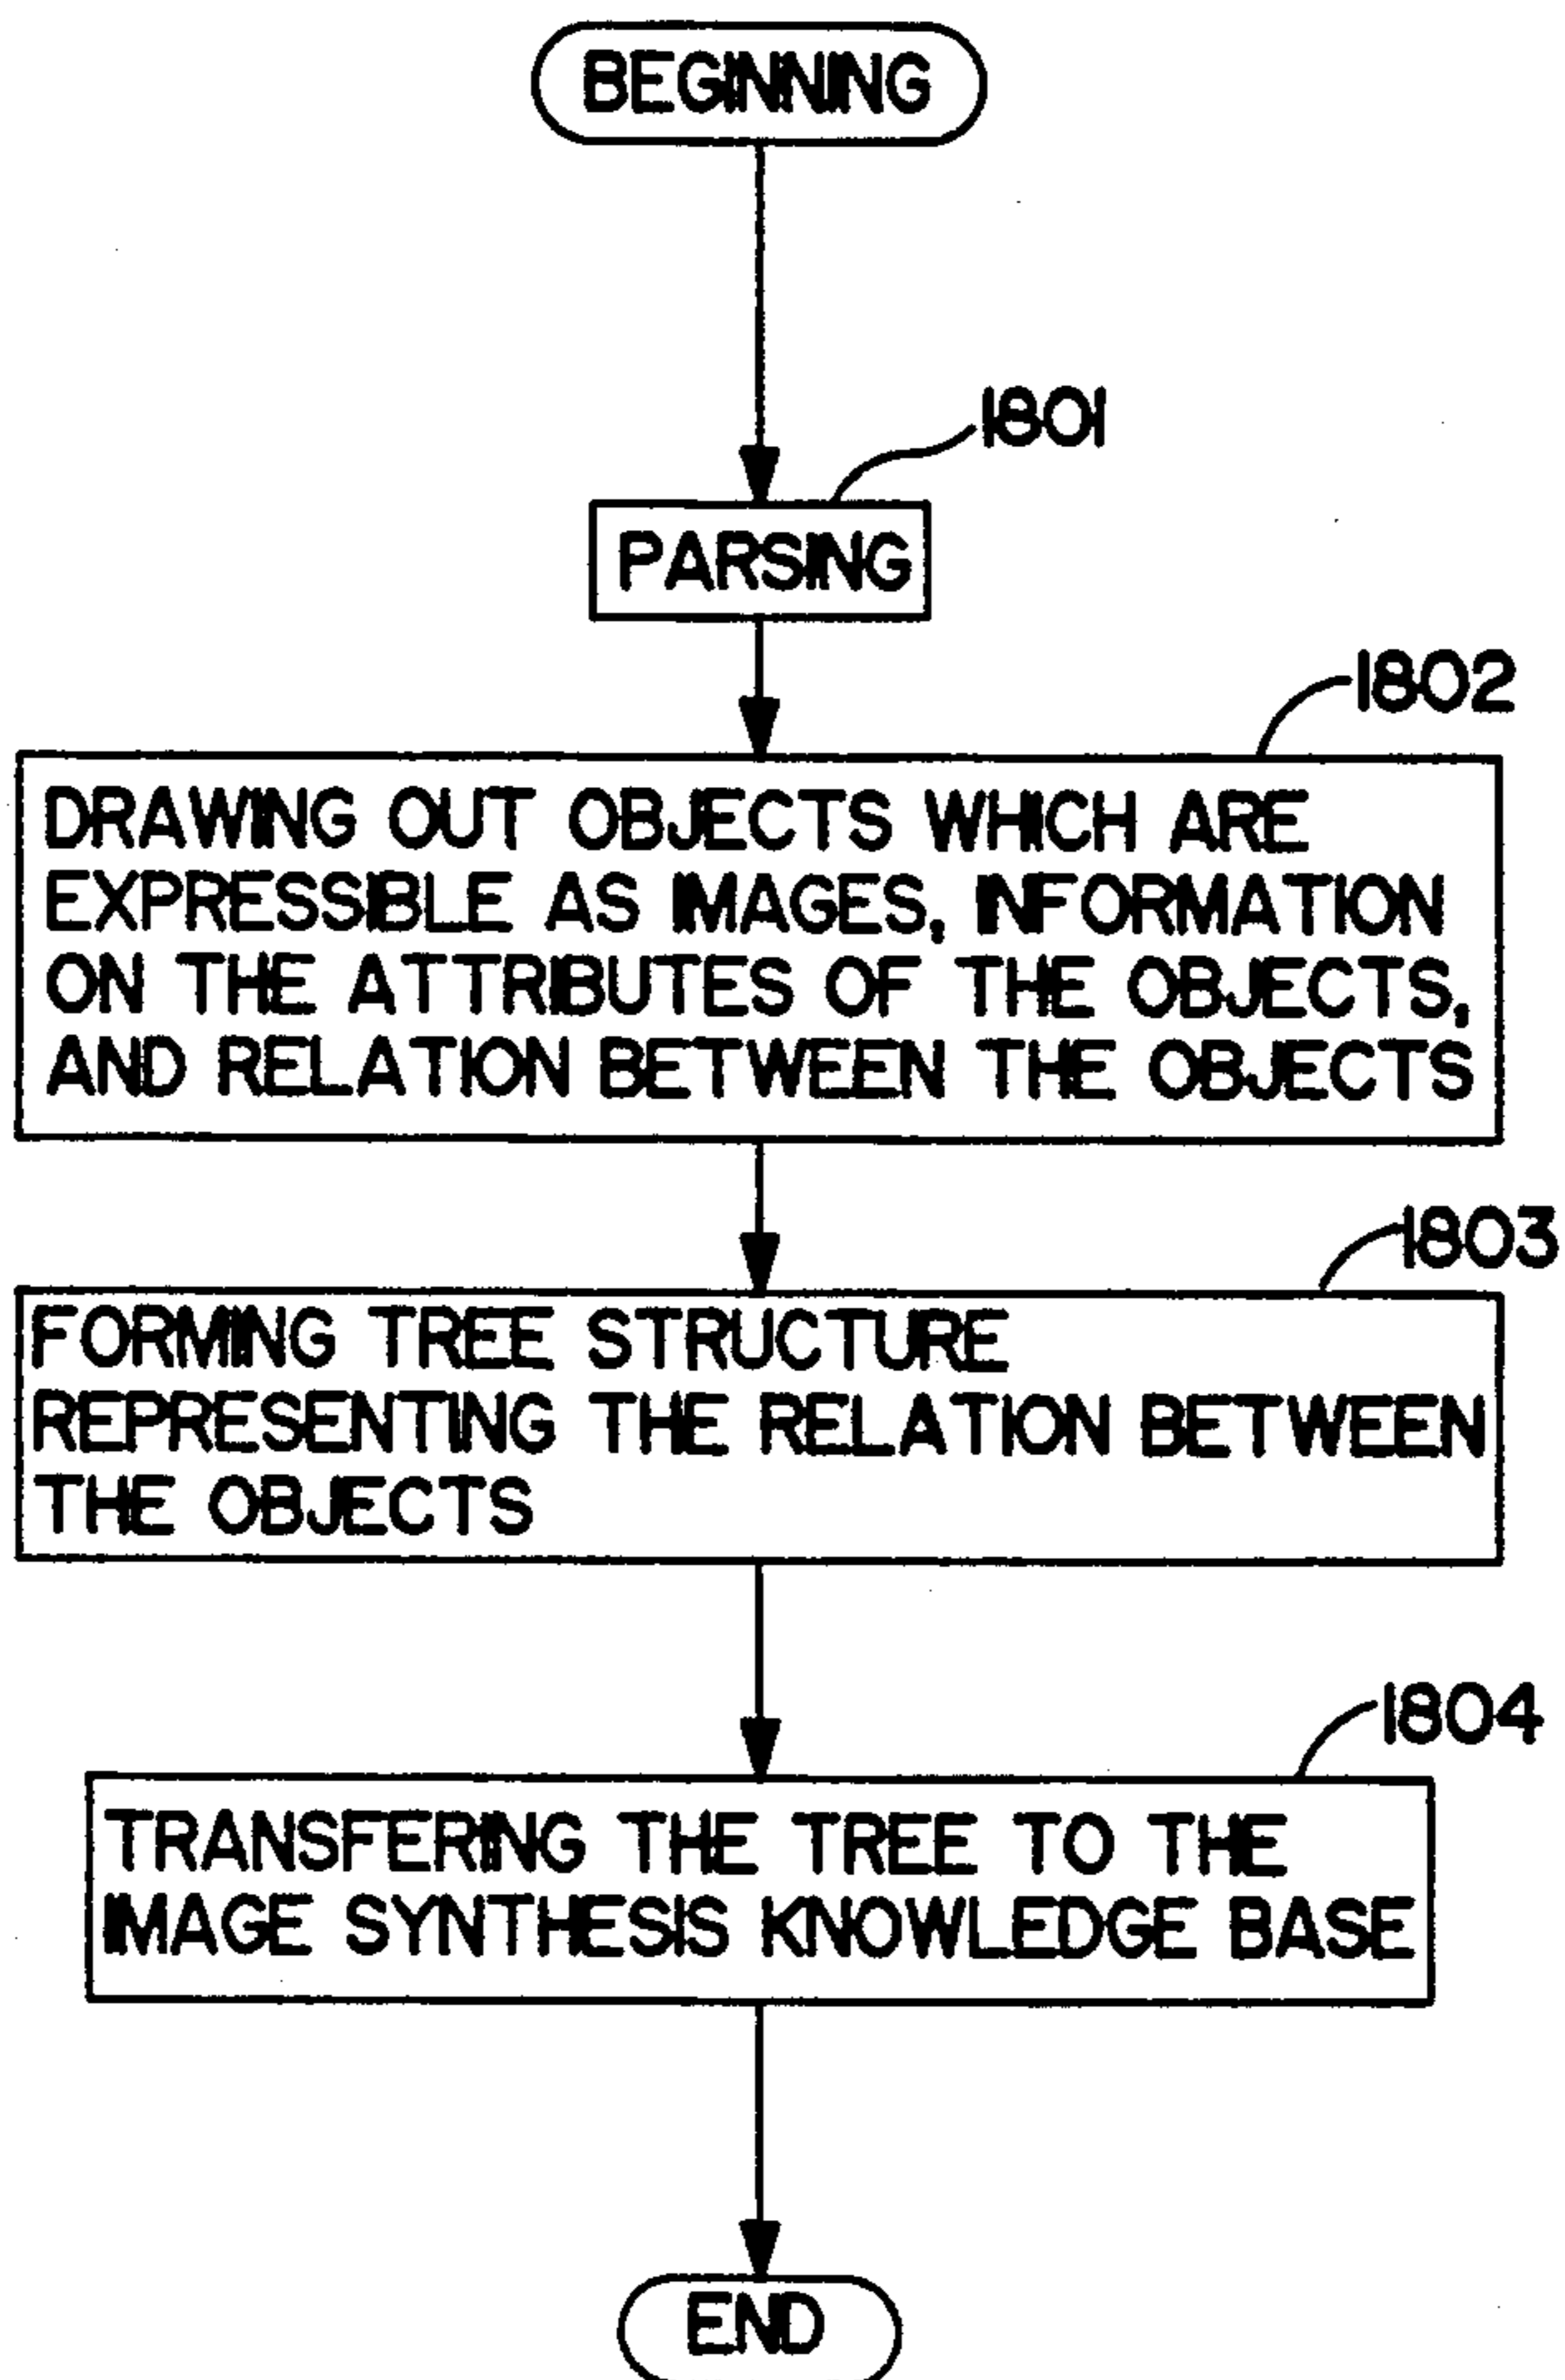 BEGINNING
1801
PARSING
1802
DRAWING OUT OBJECTS WHICH ARE
EXPRESSIBLE AS IMAGES, INFORMATION
ON THE ATTRIBUTES OF THE OBJECTS,
AND RELATION BETWEEN THE OBJECTS
1803
FORMING TREE STRUCTURE
REPRESENTING THE RELATION BETWEEN
THE OBJECTS
1804
TRANSFERING THE TREE TO THE
IMAGE SYNTHESIS KNOWLEDGE BASE
END